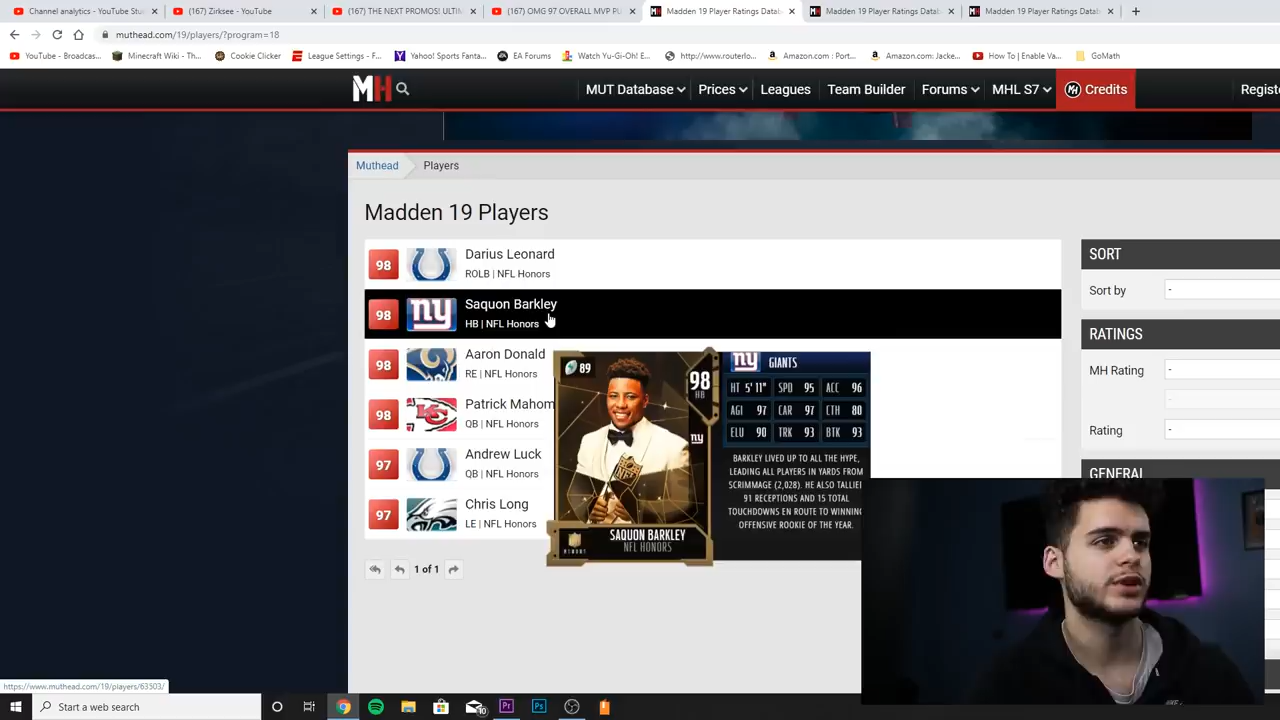 Channel analytics - YouTube Stu
(167) Zirksee - YouTube
(167) THE NEXT PROMOS! ULTIM
(167) OMG 97 OVERALL MVP PU
Madden 19 Player Ratings Datab
Madden 19 Player Ratings Datab
Madden 19 Player Ratings Datab
muthead.com/19/players/?program=18
YouTube - Broadcas...
Minecraft Wiki - Th...
Cookie Clicker
League Settings - F...
Yahoo! Sports Fanta...
EA Forums
Watch Yu-Gi-Oh! E...
http://www.routerlo...
Amazon.com : Port...
Amazon.com: Jacke...
How To | Enable Va...
GoMath
MH
MUT Database
Prices
Leagues
Team Builder
Forums
MHL S7
Credits
Registe
Muthead
Players
Madden 19 Players
98
Darius Leonard
ROLB | NFL Honors
98
ny
Saquon Barkley
HB | NFL Honors
98
Aaron Donald
RE | NFL Honors
98
Patrick Mahom
QB | NFL Honors
97
Andrew Luck
QB | NFL Honors
97
Chris Long
LE | NFL Honors
1 of 1
SORT
Sort by
-
RATINGS
MH Rating
-
-
Rating
-
GENERAL
89
98
HB
ny
SAQUON BARKLEY
NFL HONORS
ny GIANTS
HT 5' 11" SPD 95 ACC 96
AGI 97 CAR 97 CTH 80
ELU 90 TRK 93 BTK 93
BARKLEY LIVED UP TO ALL THE HYPE,
LEADING ALL PLAYERS IN YARDS FROM
SCRIMMAGE (2,028). HE ALSO TALLIED
91 RECEPTIONS AND 15 TOTAL
TOUCHDOWNS EN ROUTE TO WINNING
OFFENSIVE ROOKIE OF THE YEAR.
https://www.muthead.com/19/players/63503/
Start a web search
10
Pr
Ps